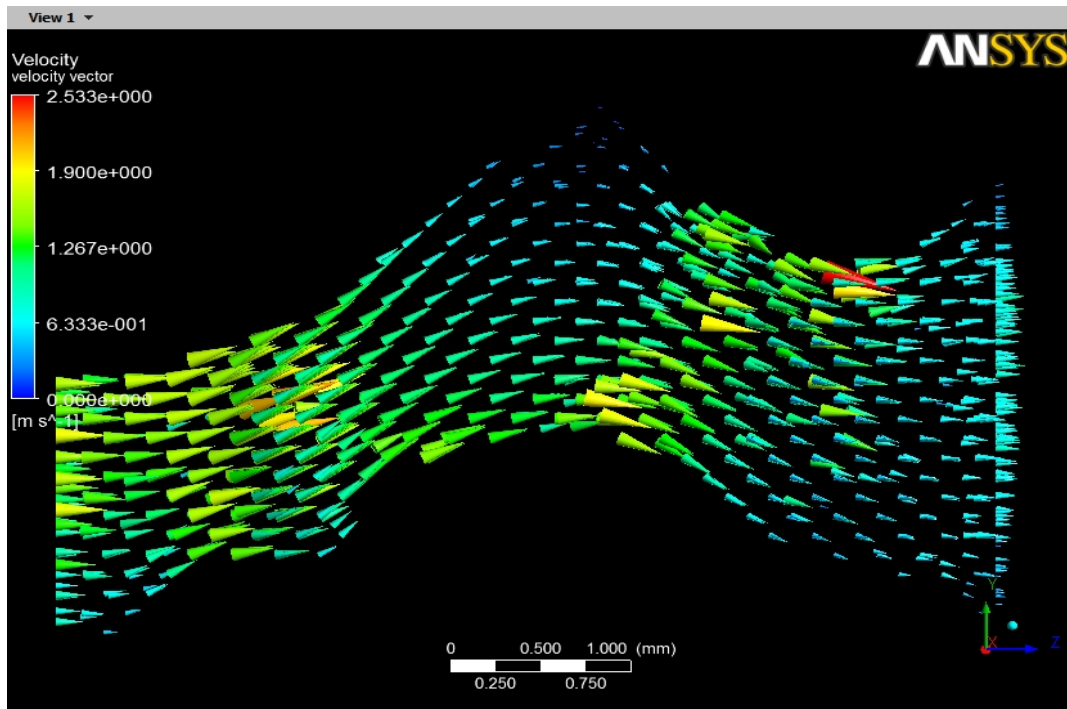 View 1
ANSYS
Velocity
velocity vector
2.533e+000
1.900e+000
1.267e+000
6.333e-001
0.000e+000
[m s^-1]
0 0.500 1.000 (mm)
0.250 0.750
Y
X Z